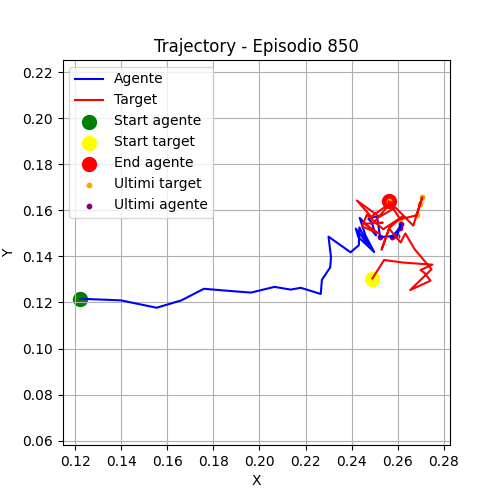 Trajectory - Episodio 850
Agente
Target
Start agente
Start target
End agente
Ultimi target
Ultimi agente
0.22
0.20
0.18
0.16
0.14
0.12
0.10
0.08
0.06
Y
0.12 0.14 0.16 0.18 0.20 0.22 0.24 0.26 0.28
X